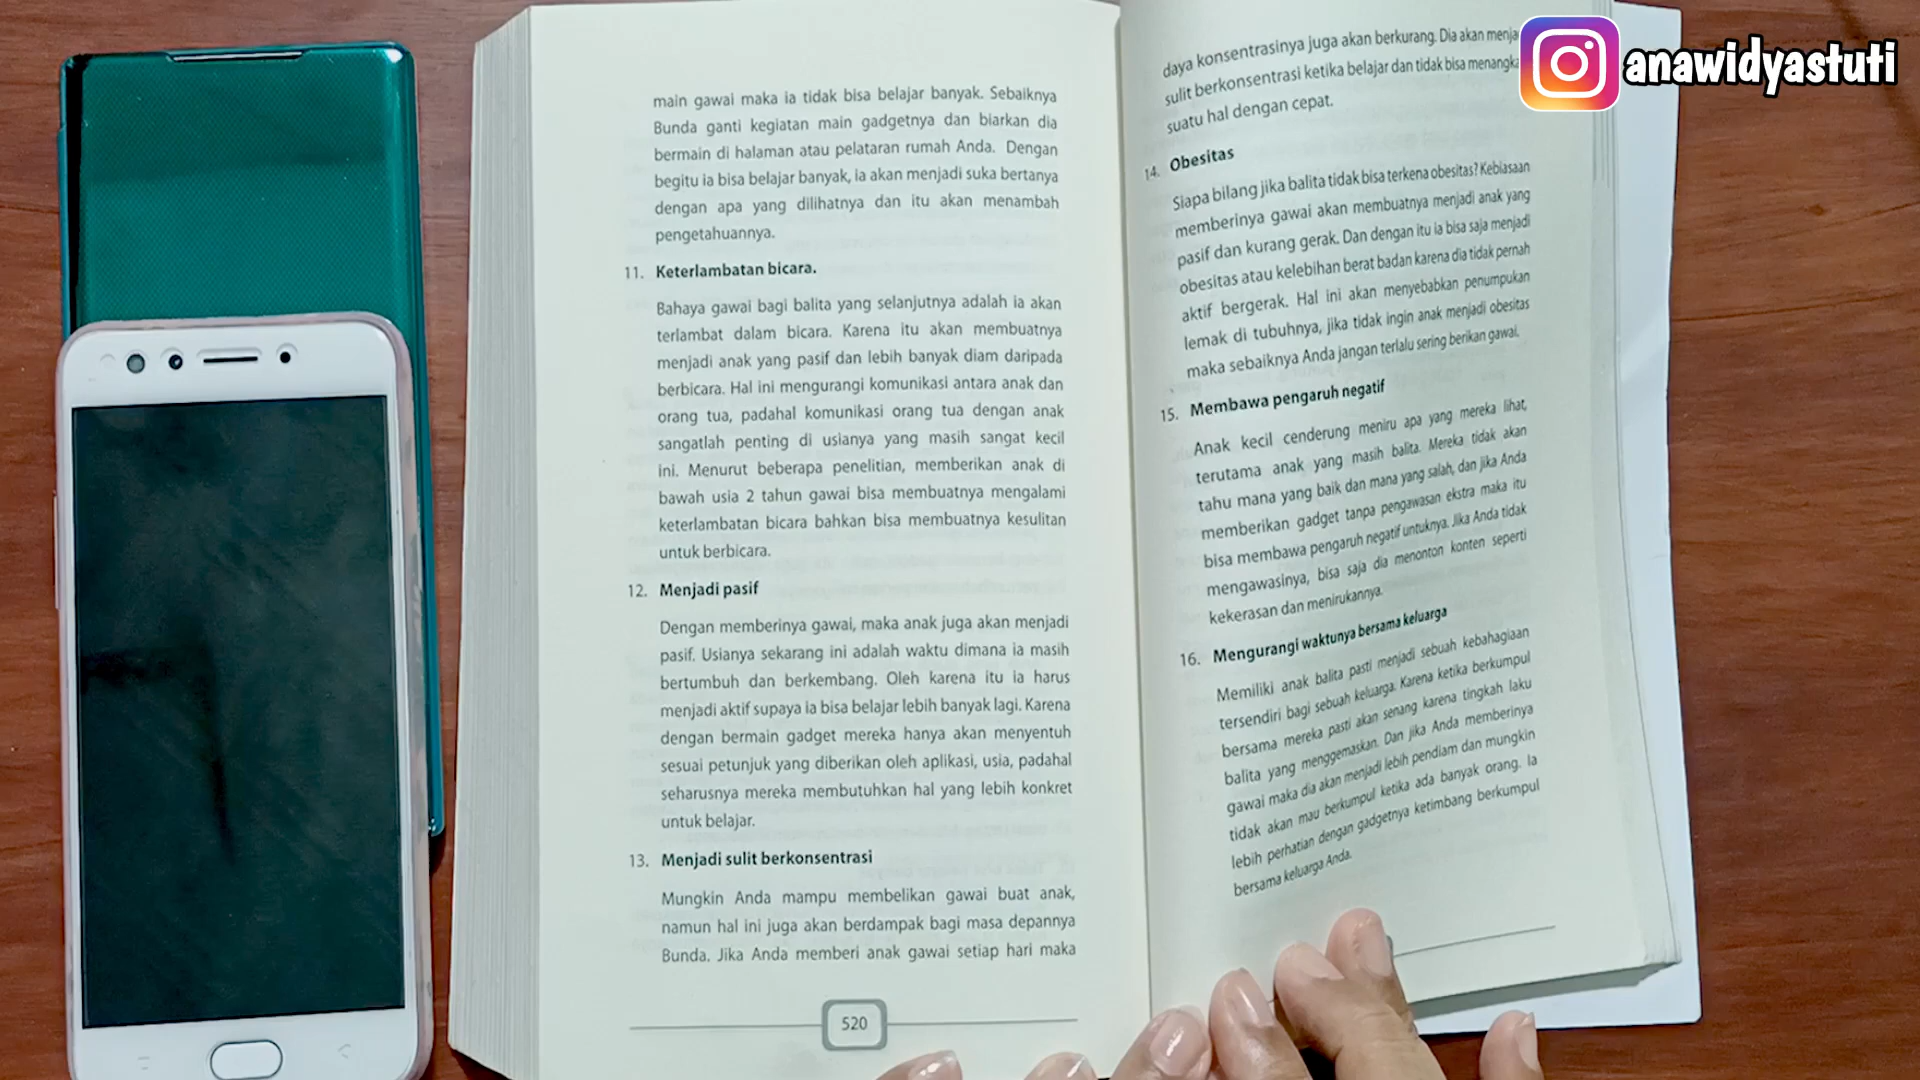 main gawai maka ia tidak bisa belajar banyak. Sebaiknya
Bunda ganti kegiatan main gadgetnya dan biarkan dia
bermain di halaman atau pelataran rumah Anda. Dengan
begitu ia bisa belajar banyak, ia akan menjadi suka bertanya
dengan apa yang dilihatnya dan itu akan menambah
pengetahuannya.
11. Keterlambatan bicara.
Bahaya gawai bagi balita yang selanjutnya adalah ia akan
terlambat dalam bicara. Karena itu akan membuatnya
menjadi anak yang pasif dan lebih banyak diam daripada
berbicara. Hal ini mengurangi komunikasi antara anak dan
orang tua, padahal komunikasi orang tua dengan anak
sangatlah penting di usianya yang masih sangat kecil
ini. Menurut beberapa penelitian, memberikan anak di
bawah usia 2 tahun gawai bisa membuatnya mengalami
keterlambatan bicara bahkan bisa membuatnya kesulitan
untuk berbicara.
12. Menjadi pasif
Dengan memberinya gawai, maka anak juga akan menjadi
pasif. Usianya sekarang ini adalah waktu dimana ia masih
bertumbuh dan berkembang. Oleh karena itu ia harus
menjadi aktif supaya ia bisa belajar lebih banyak lagi. Karena
dengan bermain gadget mereka hanya akan menyentuh
sesuai petunjuk yang diberikan oleh aplikasi, usia, padahal
seharusnya mereka membutuhkan hal yang lebih konkret
untuk belajar.
13. Menjadi sulit berkonsentrasi
Mungkin Anda mampu membelikan gawai buat anak,
namun hal ini juga akan berdampak bagi masa depannya
Bunda. Jika Anda memberi anak gawai setiap hari maka
520
daya konsentrasinya juga akan berkurang. Dia akan
sulit berkonsentrasi ketika belajar dan tidak bisa
suatu hal dengan cepat.
14. Obesitas
Siapa bilang jika balita tidak bisa terkena obesitas? Kebiasaan
memberinya gawai akan membuatnya menjadi anak yang
pasif dan kurang gerak. Dan dengan itu ia bisa saja menjadi
obesitas atau kelebihan berat badan karena dia tidak pernah
aktif bergerak. Hal ini akan menyebabkan penumpukan
lemak di tubuhnya, jika tidak ingin anak menjadi obesitas
maka sebaiknya Anda jangan terlalu sering berikan gawai.
15. Membawa pengaruh negatif
Anak kecil cenderung meniru apa yang mereka lihat,
terutama anak yang masih balita. Mereka tidak akan
tahu mana yang baik dan mana yang salah, dan jika Anda
memberikan gadget tanpa pengawasan ekstra maka itu
bisa membawa pengaruh negatif untuknya. Jika Anda tidak
mengawasinya, bisa saja dia menonton konten seperti
kekerasan dan menirukannya.
16. Mengurangi waktunya bersama keluarga
Memiliki anak balita pasti menjadi sebuah kebahagiaan
tersendiri bagi sebuah keluarga. Karena ketika berkumpul
bersama mereka pasti akan senang karena tingkah laku
balita yang menggemaskan. Dan jika Anda memberinya
gawai maka dia akan menjadi lebih pendiam dan mungkin
tidak akan mau berkumpul ketika ada banyak orang. Ia
lebih perhatian dengan gadgetnya ketimbang berkumpul
bersama keluarga Anda.
anawidyastuti